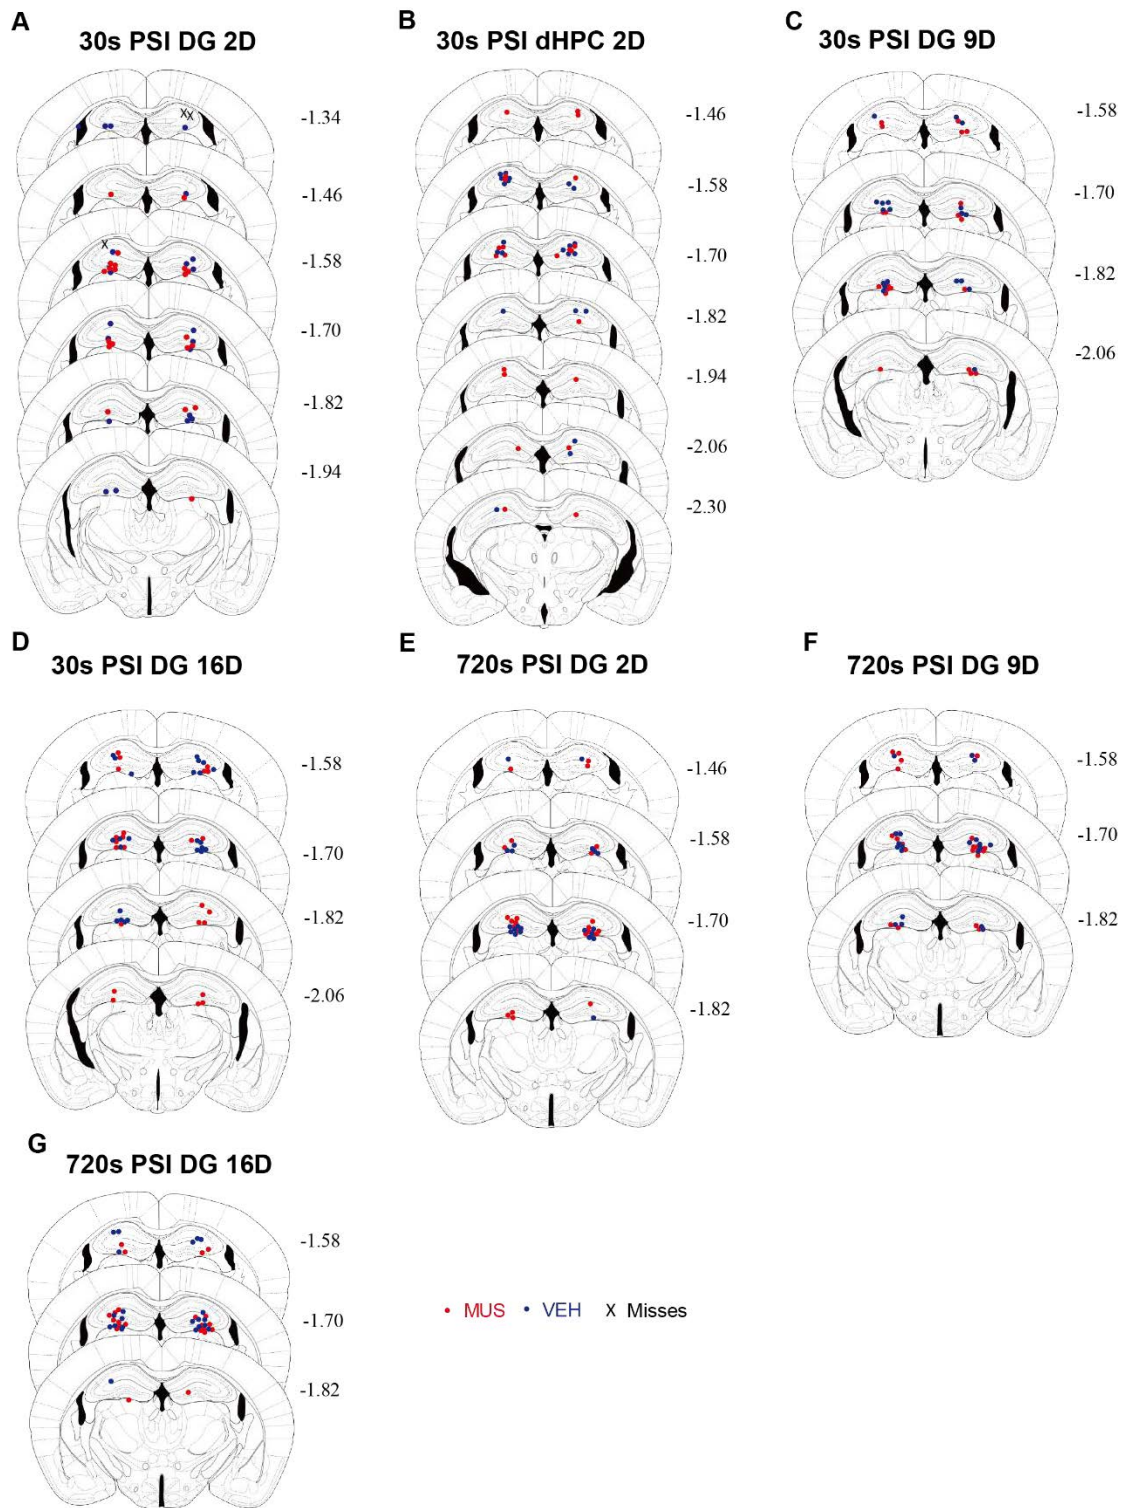 A
30s PSI DG 2D
-1.34
-1.46
-1.58
-1.70
-1.82
-1.94
B
30s PSI dHPC 2D
-1.46
-1.58
-1.70
-1.82
-1.94
-2.06
-2.30
C
30s PSI DG 9D
-1.58
-1.70
-1.82
-2.06
D
30s PSI DG 16D
-1.58
-1.70
-1.82
-2.06
E
720s PSI DG 2D
-1.46
-1.58
-1.70
-1.82
F
720s PSI DG 9D
-1.58
-1.70
-1.82
G
720s PSI DG 16D
-1.58
-1.70
-1.82
MUS VEH X Misses